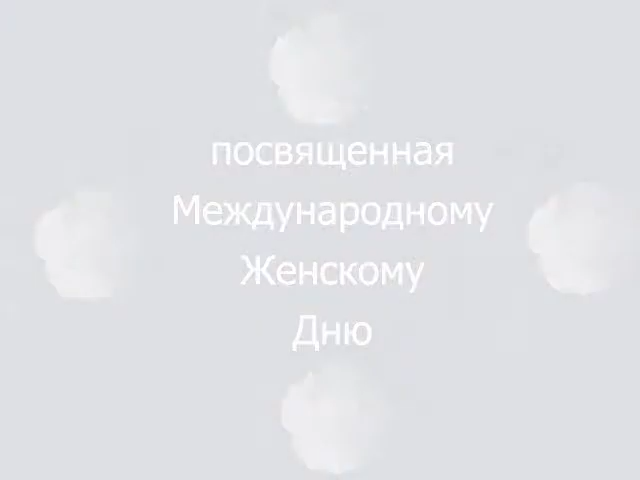 посвященная
Международному
Женскому
Дню